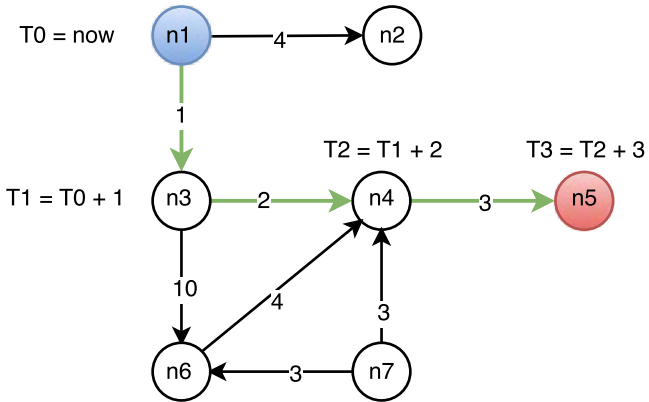 T0 = now
n1
4
n2
1
T2 = T1 + 2
T3 = T2 + 3
T1 = T0 + 1
n3
2
n4
3
n5
10
4
3
n6
3
n7